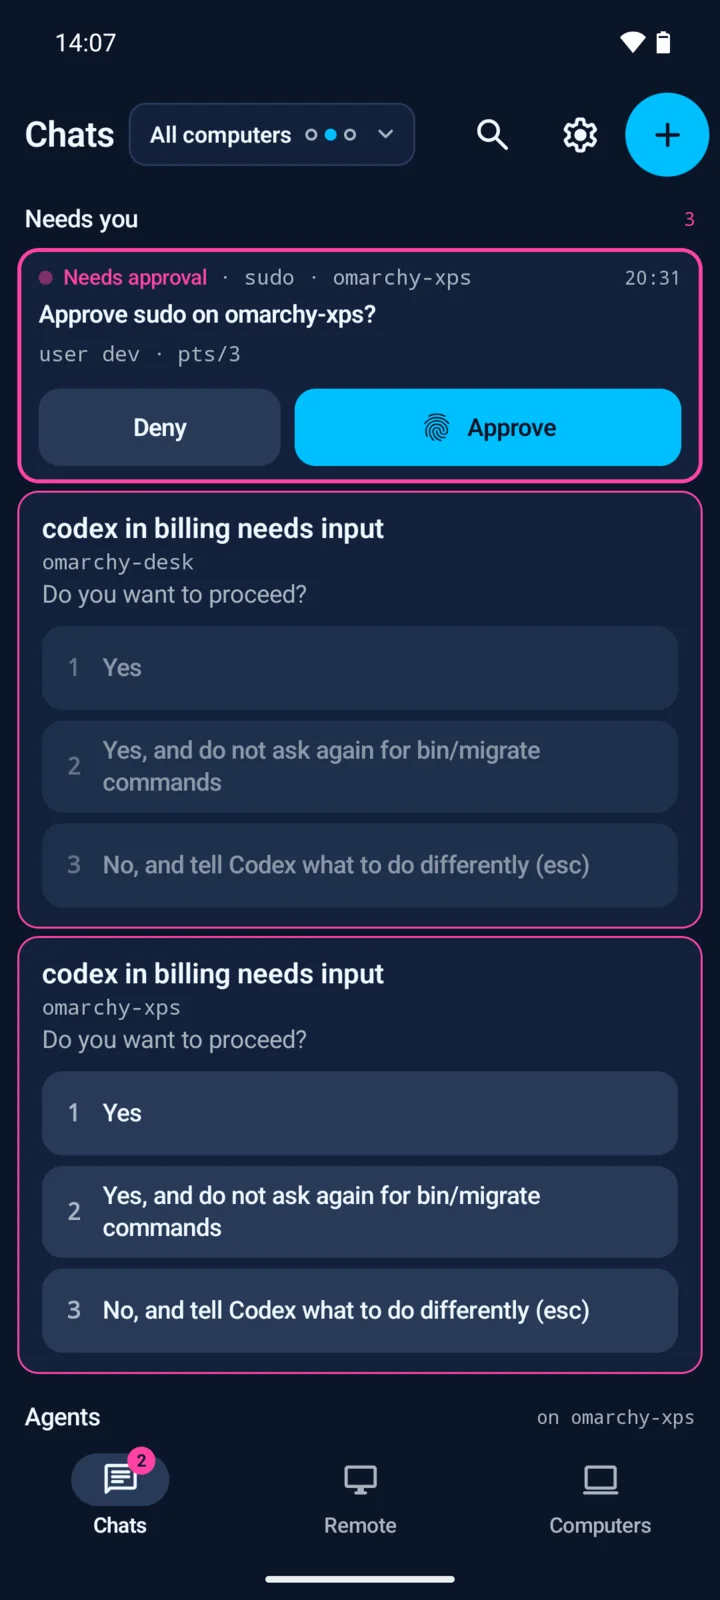 14:07
Chats
All computers
Needs you
3
Needs approval · sudo · omarchy-xps
20:31
Approve sudo on omarchy-xps?
user dev · pts/3
Deny
Approve
codex in billing needs input
omarchy-desk
Do you want to proceed?
1 Yes
2 Yes, and do not ask again for bin/migrate
commands
3 No, and tell Codex what to do differently (esc)
codex in billing needs input
omarchy-xps
Do you want to proceed?
1 Yes
2 Yes, and do not ask again for bin/migrate
commands
3 No, and tell Codex what to do differently (esc)
Agents
on omarchy-xps
2
Chats
Remote
Computers